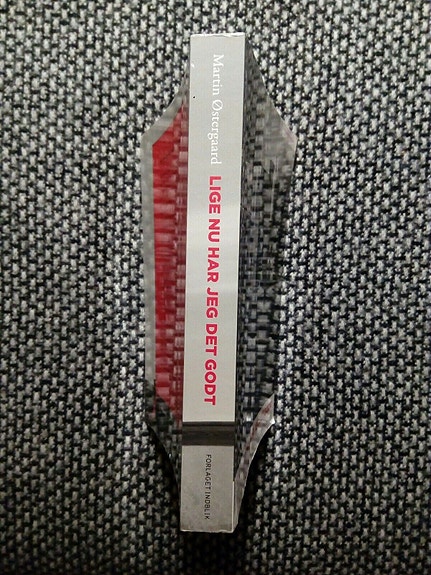 Martin Østergaard
LIGE NU HAR JEG DET GODT
FORLAGET INDBLIK